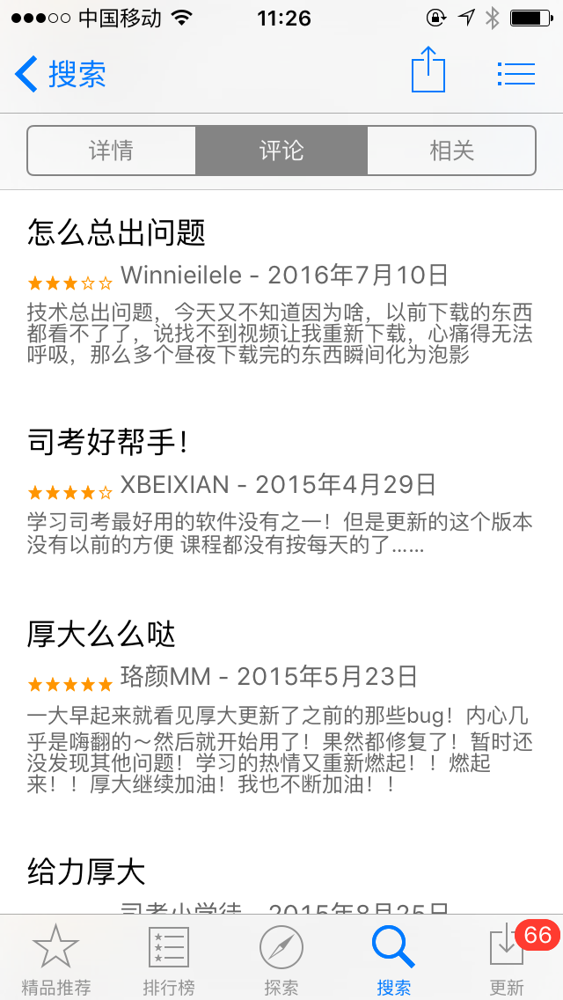 中国移动 11:26
搜索
详情 评论 相关
怎么总出问题
Winnieilele - 2016年7月10日
技术总出问题，今天又不知道因为啥，以前下载的东西
都看不了了，说找不到视频让我重新下载，心痛得无法
呼吸，那么多个昼夜下载完的东西瞬间化为泡影
司考好帮手！
XBEIXIAN - 2015年4月29日
学习司考最好用的软件没有之一！但是更新的这个版本
没有以前的方便 课程都没有按每天的了……
厚大么么哒
珞颜MM - 2015年5月23日
一大早起来就看见厚大更新了之前的那些bug！内心几
乎是嗨翻的～然后就开始用了！果然都修复了！暂时还
没发现其他问题！学习的热情又重新燃起！！燃起
来！！厚大继续加油！我也不断加油！！
给力厚大
司考小学徒 - 2015年8月25日
66
精品推荐 排行榜 探索 搜索 更新